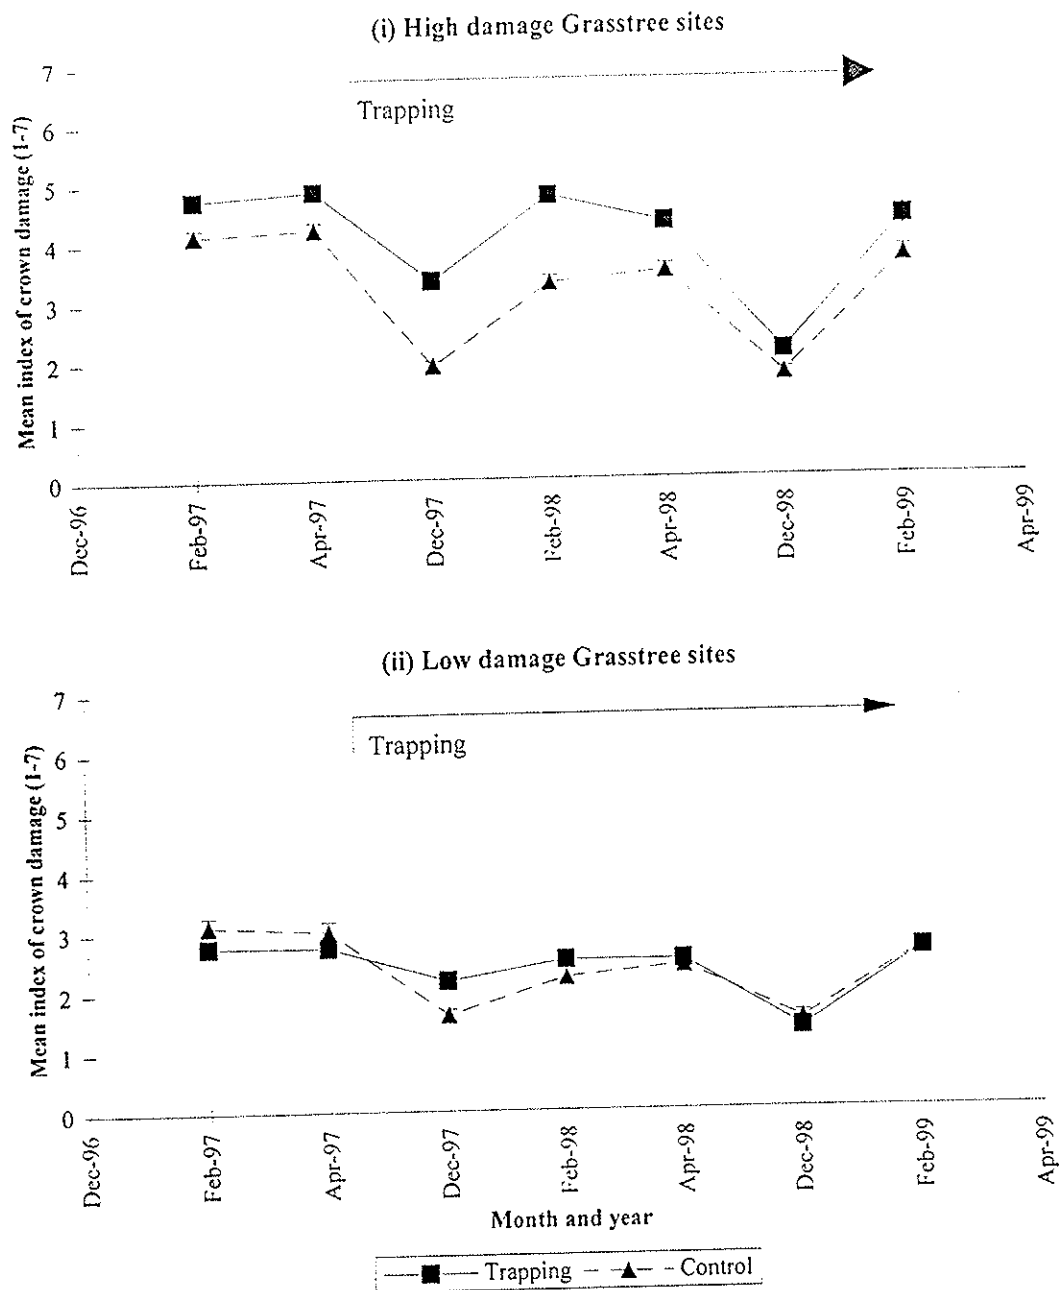 (i) High damage Grasstree sites
Mean index of crown damage (1-7)
7
6
5
4
3
2
1
0
Trapping
Dec-96
Feb-97
Apr-97
Dec-97
Feb-98
Apr-98
Dec-98
Feb-99
Apr-99
(ii) Low damage Grasstree sites
Mean index of crown damage (1-7)
7
6
5
4
3
2
1
0
Trapping
Dec-96
Feb-97
Apr-97
Dec-97
Feb-98
Apr-98
Dec-98
Feb-99
Apr-99
Month and year
Trapping Control